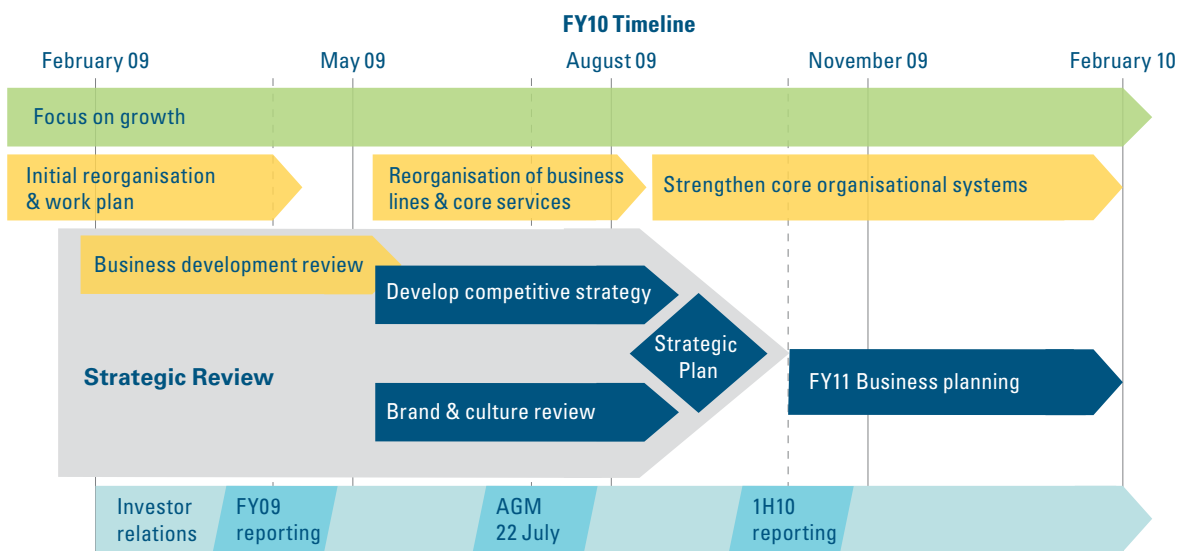 FY10 Timeline
February 09
May 09
August 09
November 09
February 10
Focus on growth
Initial reorganisation
& work plan
Reorganisation of business
lines & core services
Strengthen core organisational systems
Business development review
Develop competitive strategy
Strategic
Plan
Strategic Review
FY11 Business planning
Brand & culture review
Investor
relations
FY09
reporting
AGM
22 July
1H10
reporting